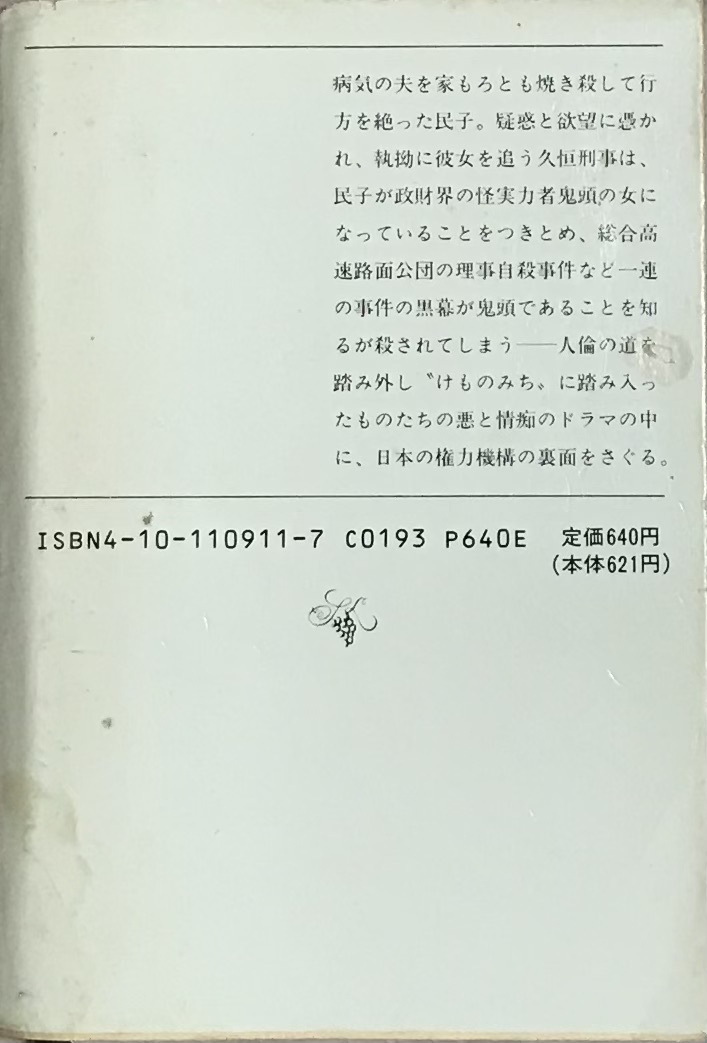 病気の夫を家もろとも焼き殺して行
方を絶った民子。疑惑と欲望に憑か
れ、執拗に彼女を追う久恒刑事は、
民子が政財界の怪実力者鬼頭の女に
なっていることをつきとめ、総合高
速路面公団の理事自殺事件など一連
の事件の黒幕が鬼頭であることを知
るが殺されてしまう――人倫の道を
踏み外し〝けものみち〟に踏み入っ
たものたちの悪と情痴のドラマの中
に、日本の権力機構の裏面をさぐる。
ISBN4-10-110911-7 C0193 P640E 定価640円
(本体621円)